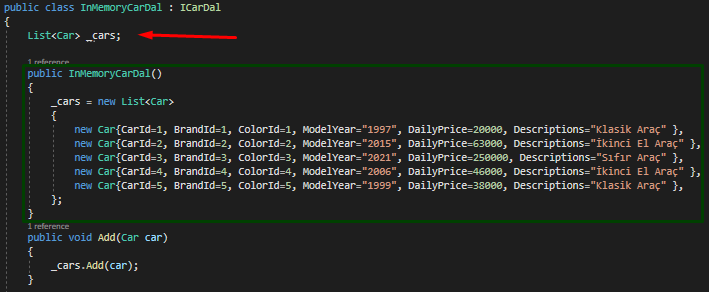 public class InMemoryCarDal : ICarDal
{
List<Car> _cars;
1 reference
public InMemoryCarDal()
{
_cars = new List<Car>
{
new Car{CarId=1, BrandId=1, ColorId=1, ModelYear="1997", DailyPrice=20000, Descriptions="Klasik Araç" },
new Car{CarId=2, BrandId=2, ColorId=2, ModelYear="2015", DailyPrice=63000, Descriptions="İkinci El Araç" },
new Car{CarId=3, BrandId=3, ColorId=3, ModelYear="2021", DailyPrice=250000, Descriptions="Sıfır Araç" },
new Car{CarId=4, BrandId=4, ColorId=4, ModelYear="2006", DailyPrice=46000, Descriptions="İkinci El Araç" },
new Car{CarId=5, BrandId=5, ColorId=5, ModelYear="1999", DailyPrice=38000, Descriptions="Klasik Araç" },
};
}
1 reference
public void Add(Car car)
{
_cars.Add(car);
}